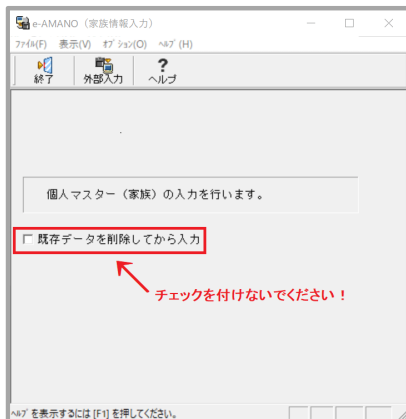 e-AMANO（家族情報入力）
ﾌｧｲﾙ(F) 表示(V) ｵﾌﾟｼｮﾝ(O) ﾍﾙﾌﾟ(H)
終了 外部入力 ヘルプ
個人マスター（家族）の入力を行います。
既存データを削除してから入力
チェックを付けないでください！
ﾍﾙﾌﾟを表示するには [F1] を押してください。